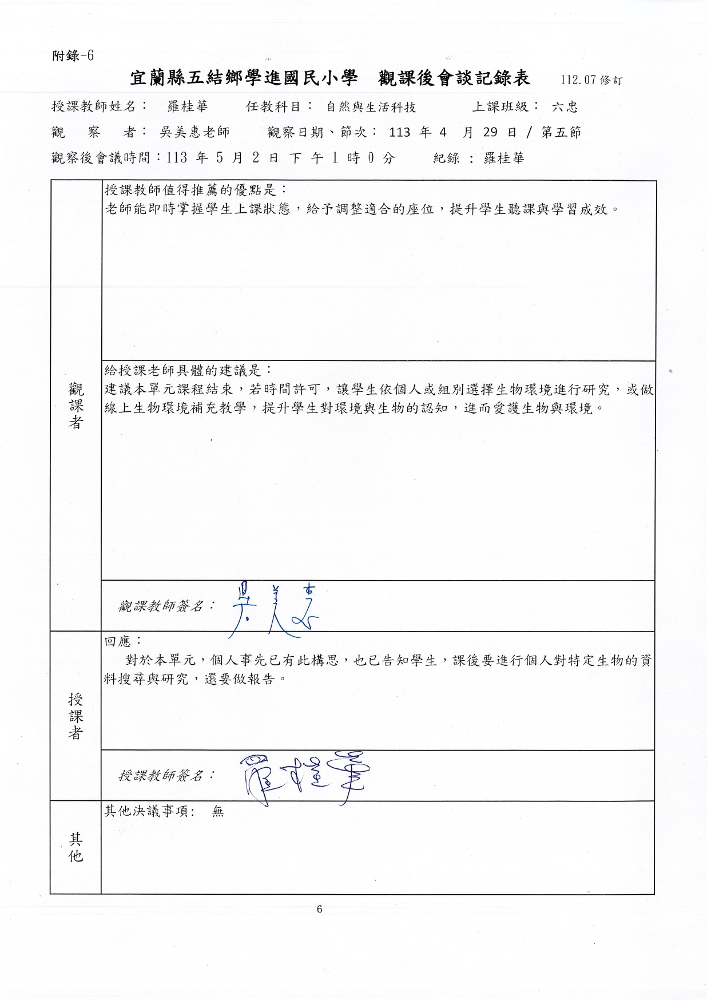 附錄-6
宜蘭縣五結鄉學進國民小學　觀課後會談記錄表　112.07修訂
授課教師姓名：　羅桂華　任教科目：　自然與生活科技　上課班級：　六忠
觀　察　者：　吳美惠老師　觀察日期、節次：　113 年 4 月 29 日 / 第五節
觀察後會議時間：113 年 5 月 2 日 下 午 1 時 0 分　紀錄 : 羅桂華
授課教師值得推薦的優點是：
老師能即時掌握學生上課狀態，給予調整適合的座位，提升學生聽課與學習成效。
觀課者
給授課老師具體的建議是：
建議本單元課程結束，若時間許可，讓學生依個人或組別選擇生物環境進行研究，或做
線上生物環境補充教學，提升學生對環境與生物的認知，進而愛護生物與環境。
觀課教師簽名：　吳美惠
授課者
回應：
對於本單元，個人事先已有此構思，也已告知學生，課後要進行個人對特定生物的資
料搜尋與研究，還要做報告。
授課教師簽名：　羅桂華
其他
其他決議事項:　無
6